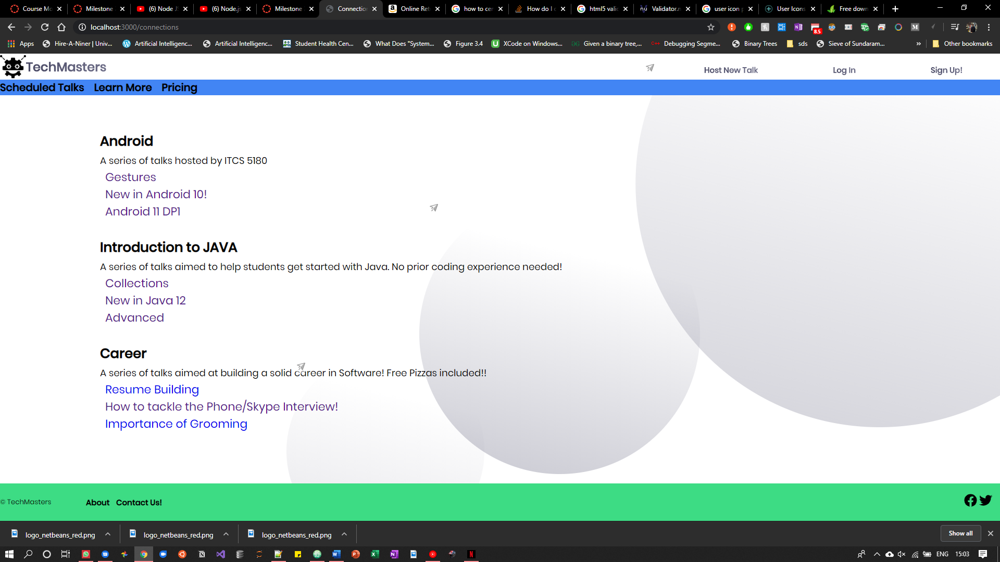 Course Mo
Milestone
(6) Node JS
(6) Node.js
Milestone
Connection
Online Ret
how to cen
How do I c
html5 valid
Validator.n
user icon p
User Icons
Free down
localhost:3000/connections
8.5
Apps
Hire-A-Niner | Univ...
Artificial Intelligenc...
Artificial Intelligenc...
Student Health Cen...
What Does "System...
Figure 3.4
XCode on Windows...
Given a binary tree,...
Debugging Segme...
Binary Trees
sds
Sieve of Sundaram...
»
Other bookmarks
TechMasters
Host New Talk
Log In
Sign Up!
Scheduled Talks
Learn More
Pricing
Android
A series of talks hosted by ITCS 5180
Gestures
New in Android 10!
Android 11 DP1
Introduction to JAVA
A series of talks aimed to help students get started with Java. No prior coding experience needed!
Collections
New in Java 12
Advanced
Career
A series of talks aimed at building a solid career in Software! Free Pizzas included!!
Resume Building
How to tackle the Phone/Skype Interview!
Importance of Grooming
© TechMasters
About
Contact Us!
logo_netbeans_red.png
logo_netbeans_red.png
logo_netbeans_red.png
Show all
ENG
15:03